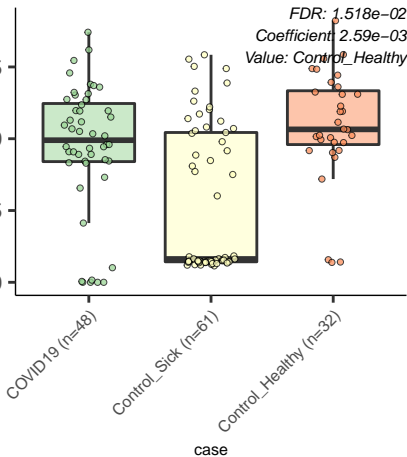 FDR: 1.518e−02
Coefficient: 2.59e−03
Value: Control_Healthy
COVID19 (n=48)
Control_Sick (n=61)
Control_Healthy (n=32)
case